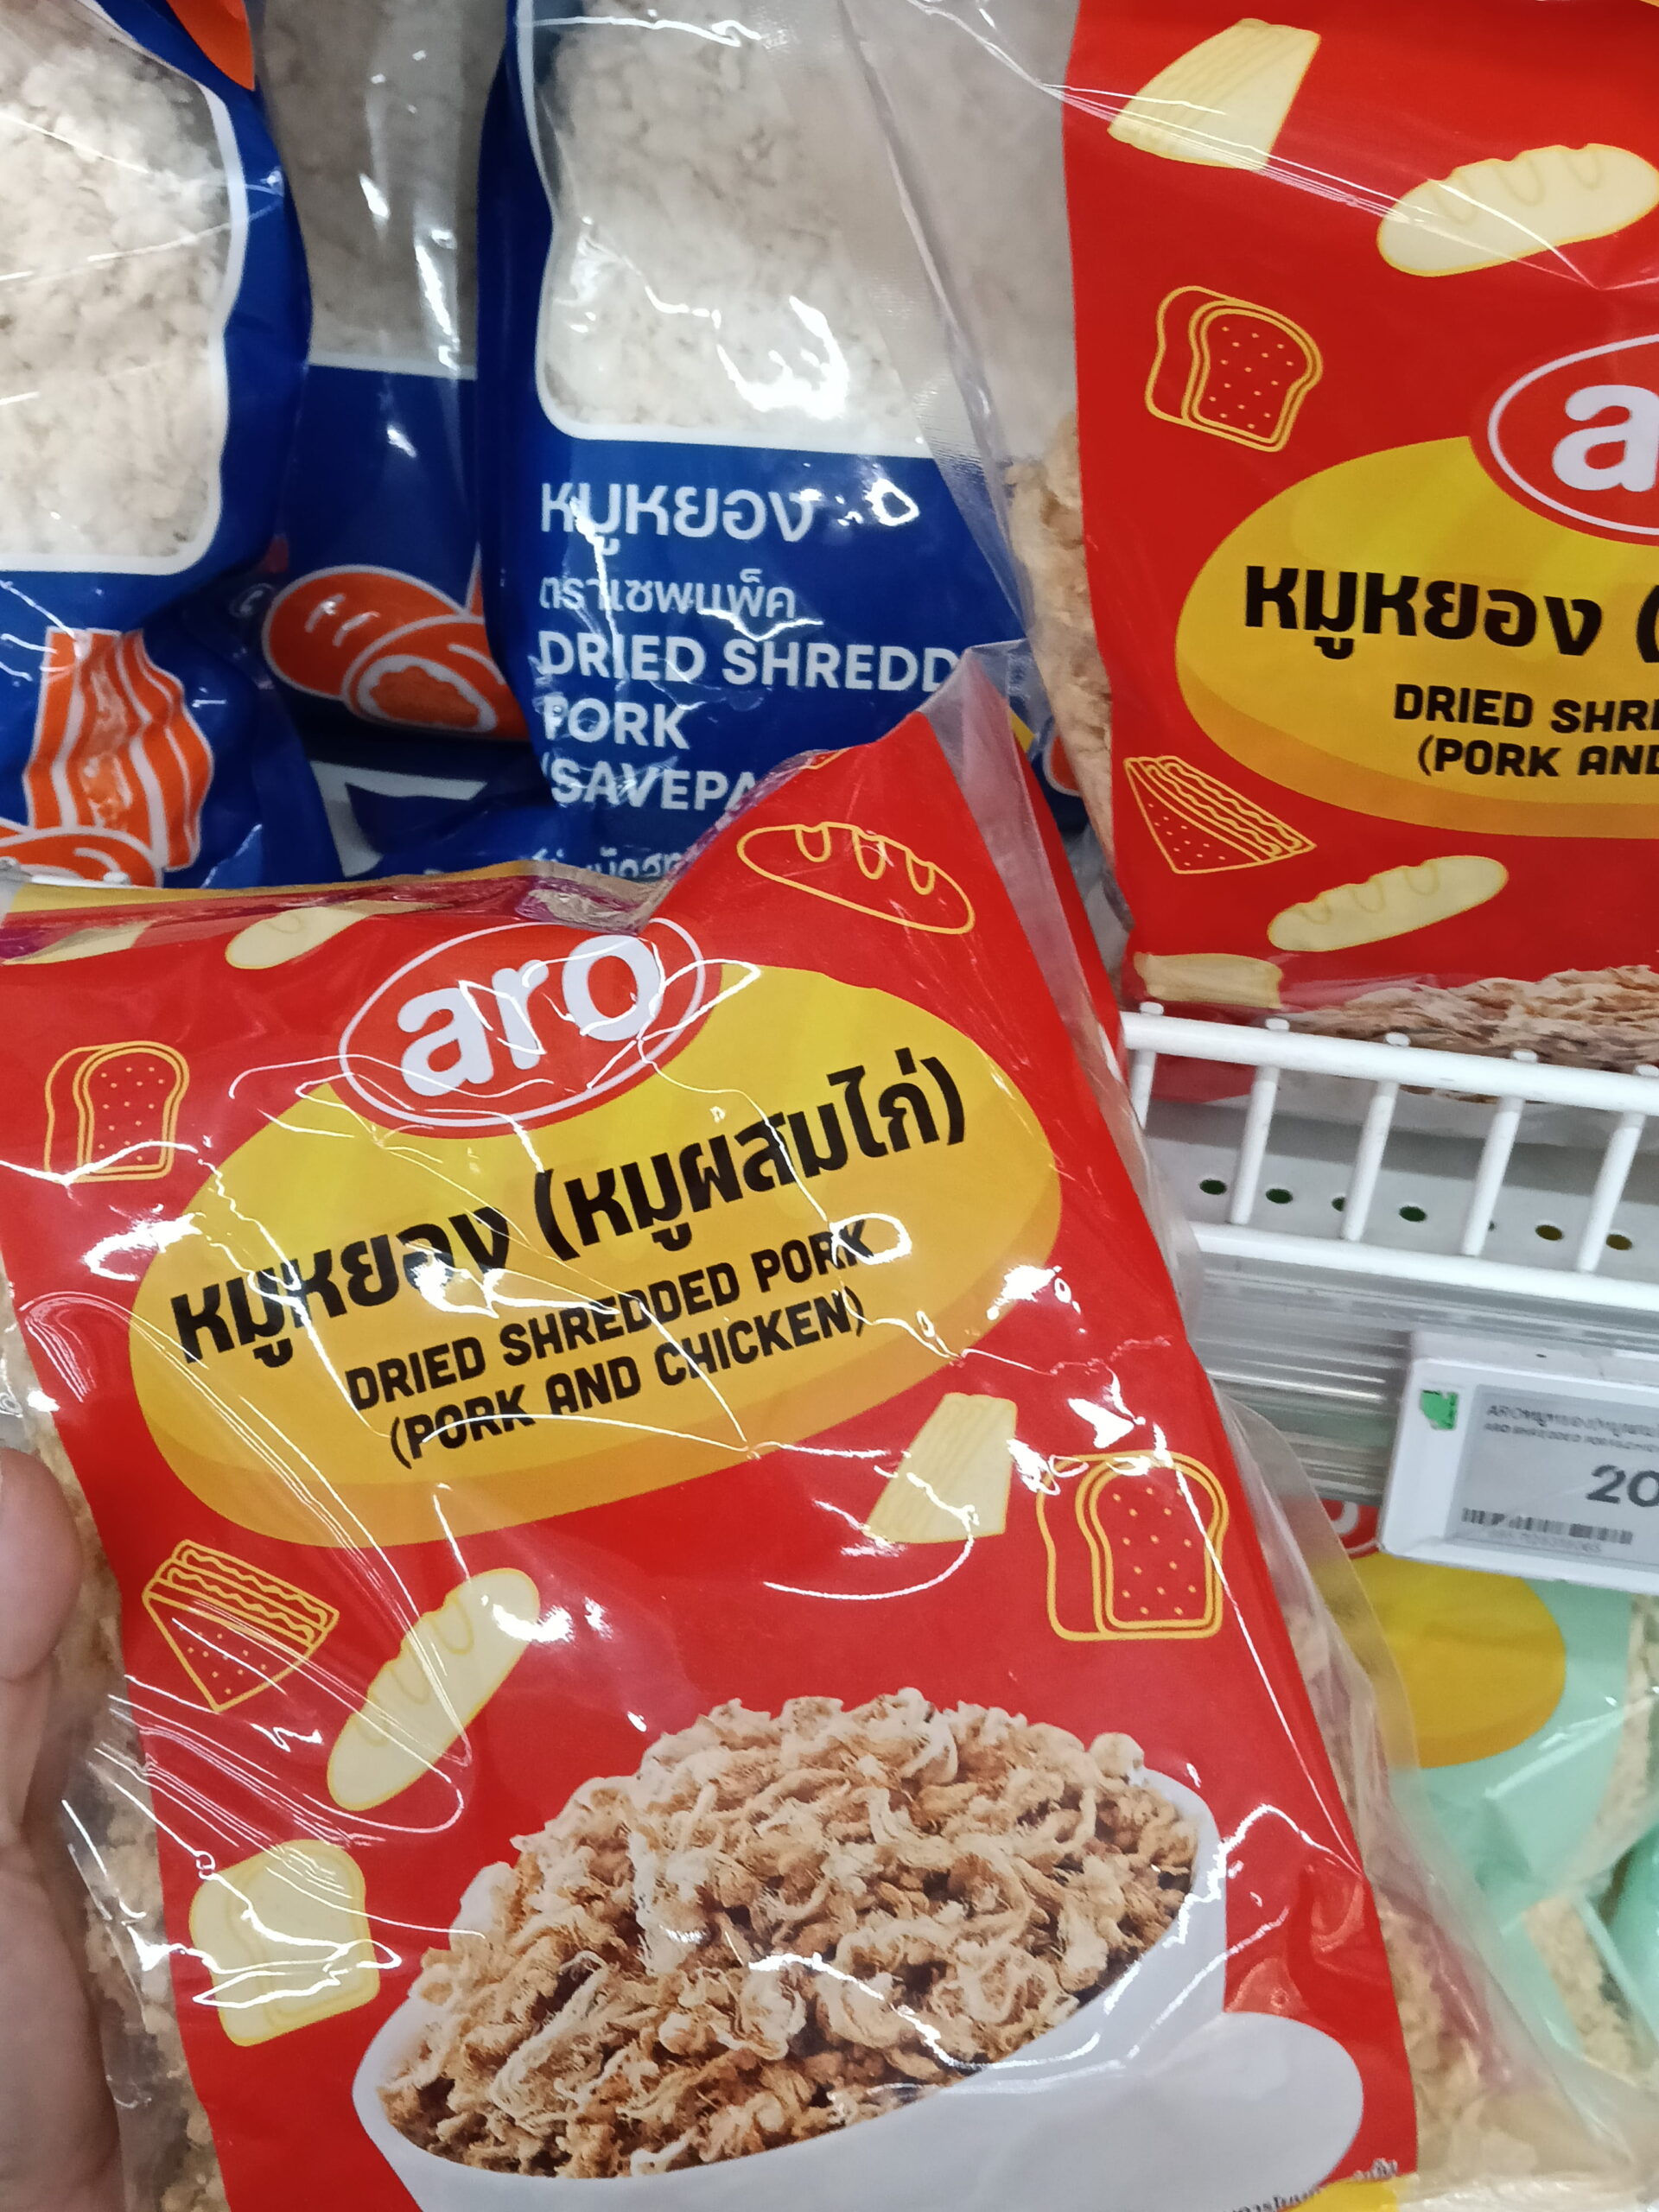 หมูหยอง
ตราเซพแพ็ค
DRIED SHREDD
PORK
(SAVEPA
a
หมูหยอง (
DRIED SHRE
(PORK AND
aro
หมูหยอง (หมูผสมไก่)
DRIED SHREDDED PORK
(PORK AND CHICKEN)
20